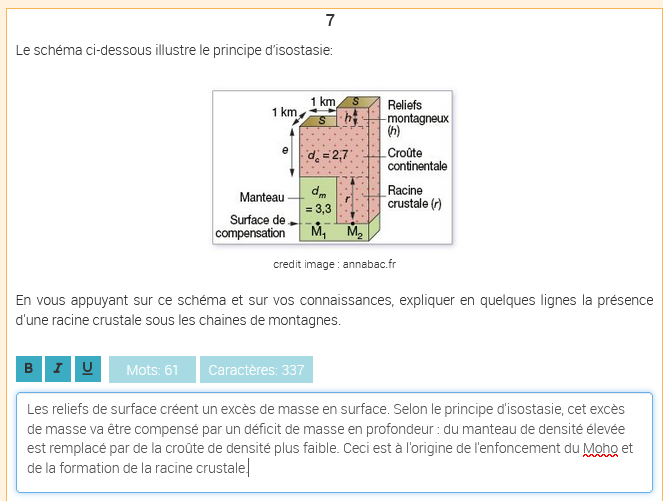 7
Le schéma ci-dessous illustre le principe d'isostasie:
1 km
1 km
S
S
h
Reliefs
montagneux
(h)
e
dc = 2,7
Croûte
continentale
Manteau
dm
= 3,3
r
Racine
crustale (r)
Surface de
compensation
M1
M2
credit image : annabac.fr
En vous appuyant sur ce schéma et sur vos connaissances, expliquer en quelques lignes la présence
d'une racine crustale sous les chaines de montagnes.
B I U Mots: 61 Caractères: 337
Les reliefs de surface créent un excès de masse en surface. Selon le principe d'isostasie, cet excès
de masse va être compensé par un déficit de masse en profondeur : du manteau de densité élevée
est remplacé par de la croûte de densité plus faible. Ceci est à l'origine de l'enfoncement du Moho et
de la formation de la racine crustale.